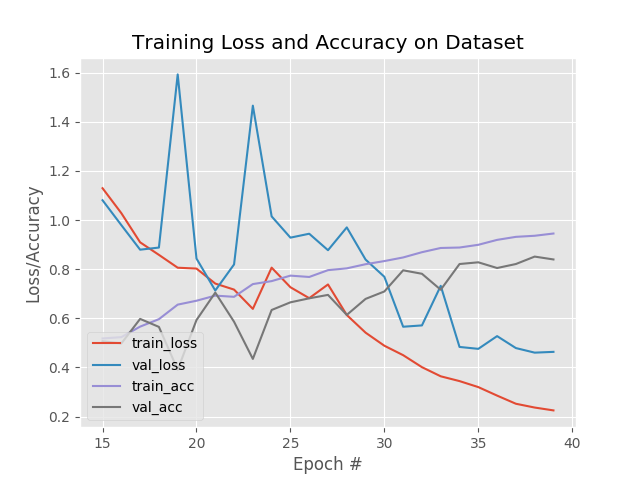 Training Loss and Accuracy on Dataset
1.6
1.4
1.2
1.0
0.8
0.6
0.4
0.2
Loss/Accuracy
train_loss
val_loss
train_acc
val_acc
15 20 25 30 35 40
Epoch #